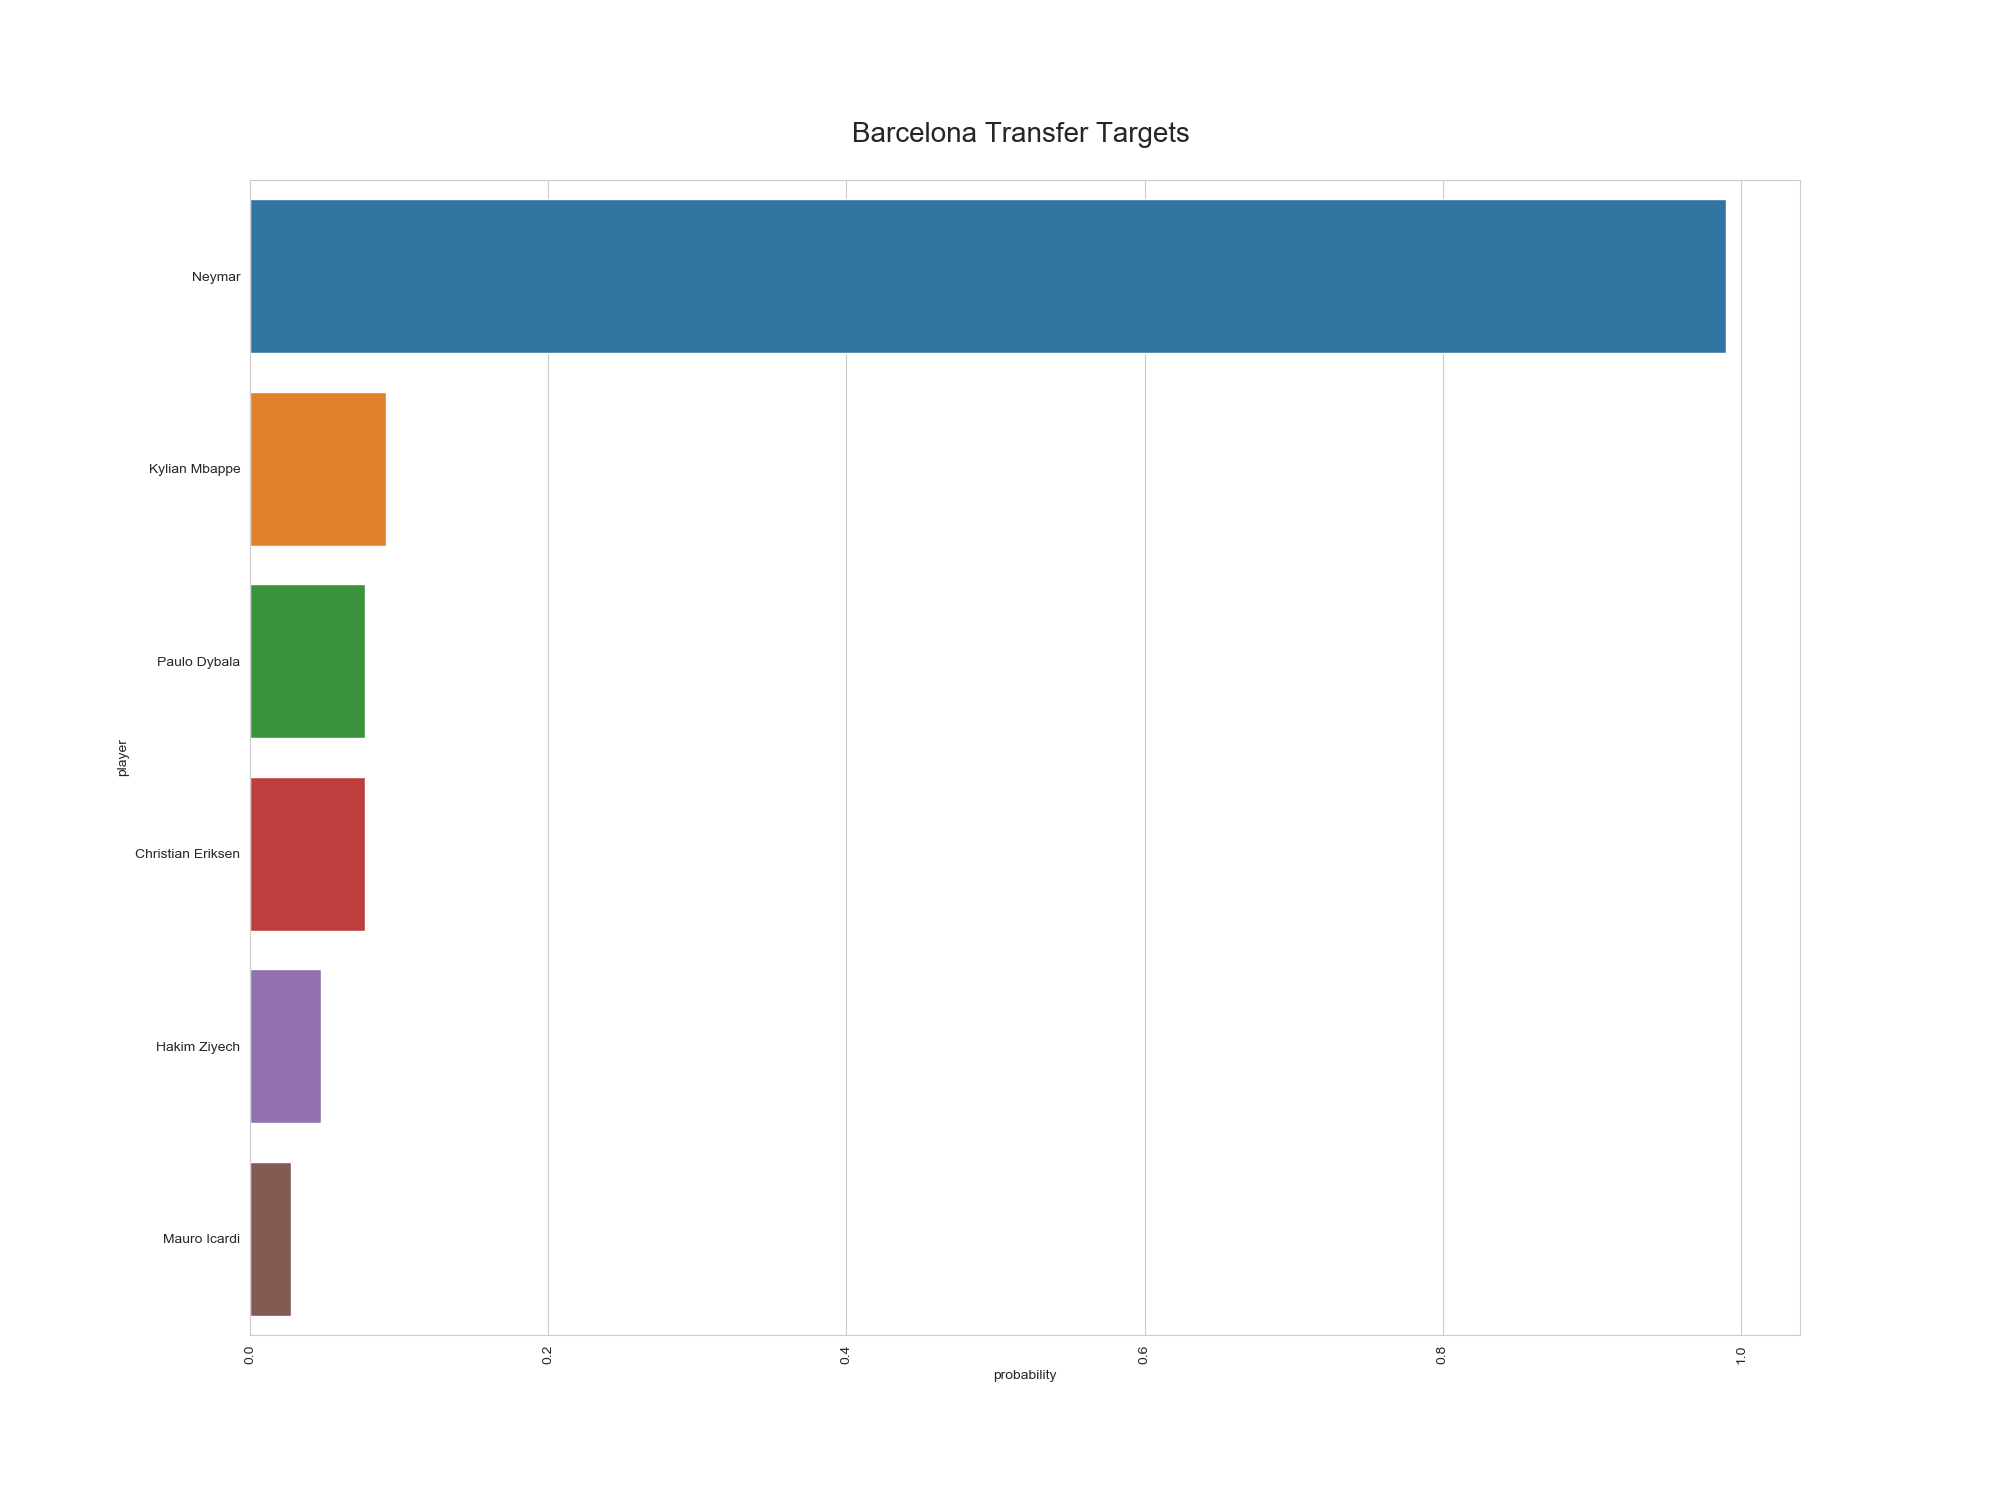 Barcelona Transfer Targets
Neymar
Kylian Mbappe
Paulo Dybala
player
Christian Eriksen
Hakim Ziyech
Mauro Icardi
0.0
0.2
0.4
0.6
0.8
1.0
probability